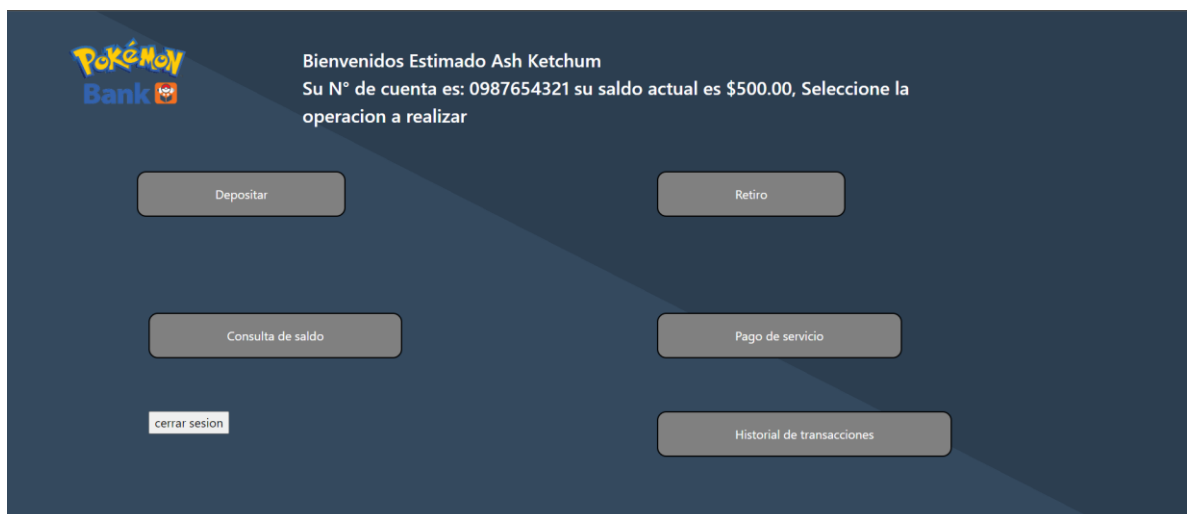 PoKéMoN
Bank
Bienvenidos Estimado Ash Ketchum
Su N° de cuenta es: 0987654321 su saldo actual es $500.00, Seleccione la
operacion a realizar
Depositar
Retiro
Consulta de saldo
Pago de servicio
cerrar sesion
Historial de transacciones